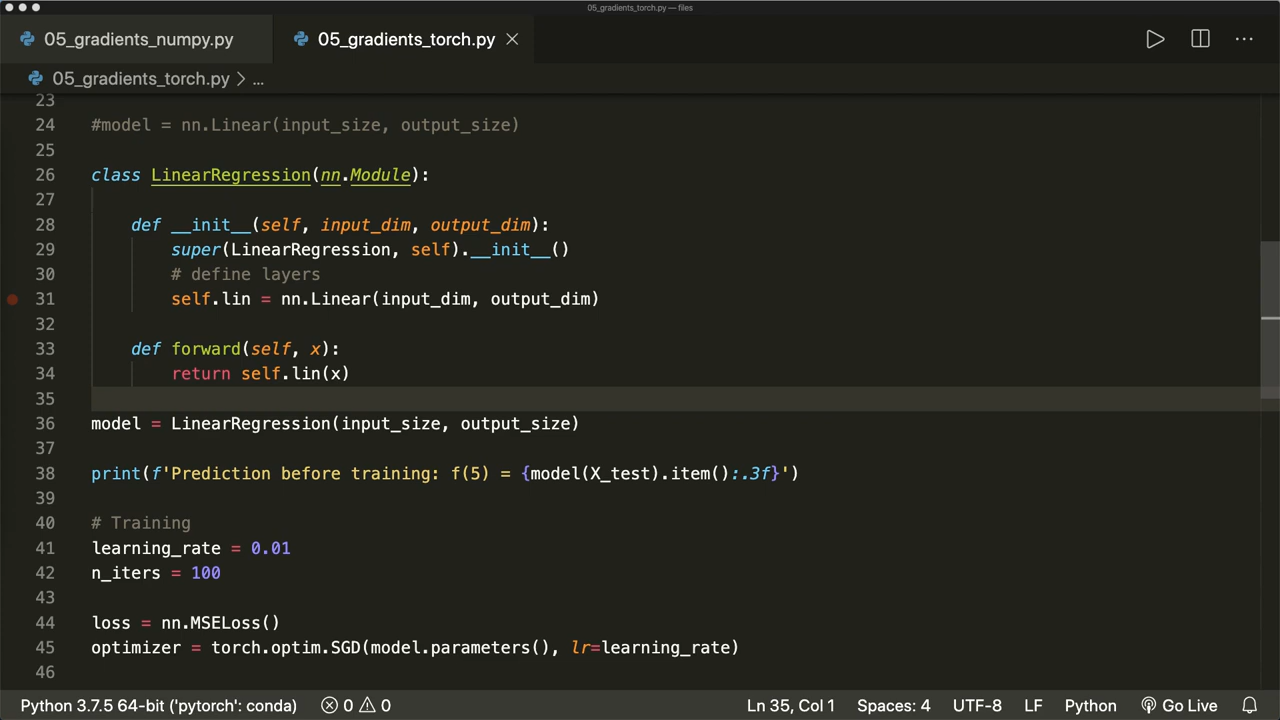 05_gradients_torch.py — files
05_gradients_numpy.py
05_gradients_torch.py
05_gradients_torch.py > ...
23
24 #model = nn.Linear(input_size, output_size)
25
26 class LinearRegression(nn.Module):
27
28     def __init__(self, input_dim, output_dim):
29         super(LinearRegression, self).__init__()
30         # define layers
31         self.lin = nn.Linear(input_dim, output_dim)
32
33     def forward(self, x):
34         return self.lin(x)
35
36 model = LinearRegression(input_size, output_size)
37
38 print(f'Prediction before training: f(5) = {model(X_test).item():.3f}')
39
40 # Training
41 learning_rate = 0.01
42 n_iters = 100
43
44 loss = nn.MSELoss()
45 optimizer = torch.optim.SGD(model.parameters(), lr=learning_rate)
46
Python 3.7.5 64-bit ('pytorch': conda) 0 0 Ln 35, Col 1 Spaces: 4 UTF-8 LF Python Go Live